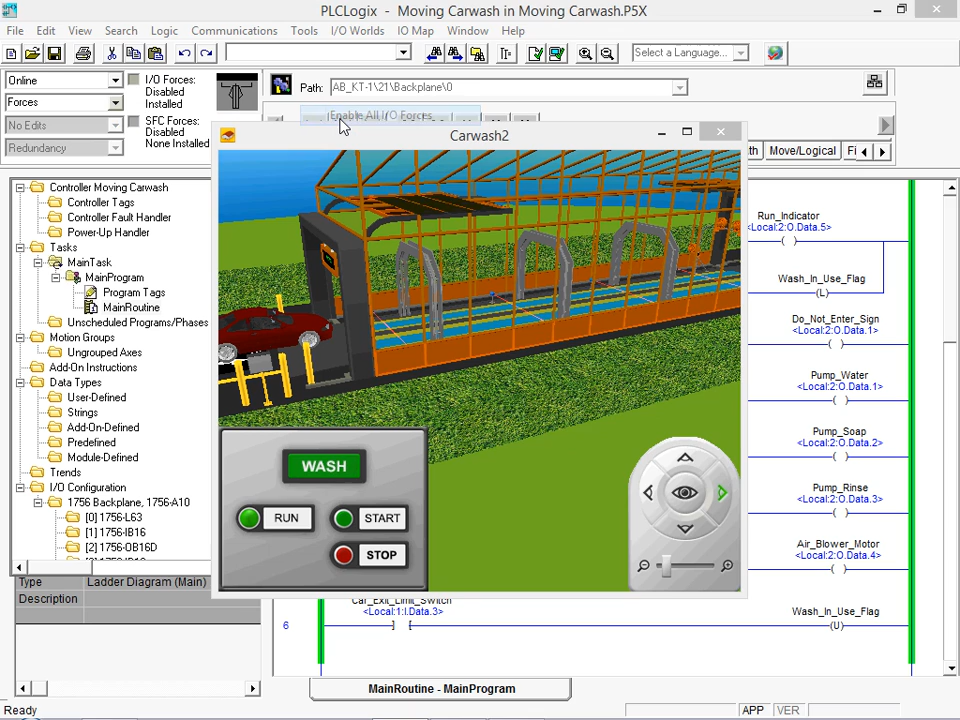 PLCLogix - Moving Carwash in Moving Carwash.P5X
File Edit View Search Logic Communications Tools I/O Worlds IO Map Window Help
Select a Language...
Online
I/O Forces:
Disabled
Installed
Path: AB_KT-1\21\Backplane\0
Forces
No Edits
SFC Forces:
Disabled
None Installed
Redundancy
Enable All I/O Forces
Carwash2
Move/Logical
Controller Moving Carwash
Controller Tags
Controller Fault Handler
Power-Up Handler
Tasks
MainTask
MainProgram
Program Tags
MainRoutine
Unscheduled Programs/Phases
Motion Groups
Ungrouped Axes
Add-On Instructions
Data Types
User-Defined
Strings
Add-On-Defined
Predefined
Module-Defined
Trends
I/O Configuration
1756 Backplane, 1756-A10
[0] 1756-L63
[1] 1756-IB16
[2] 1756-OB16D
Type Ladder Diagram (Main)
Description
WASH
RUN
START
STOP
Run_Indicator
<Local:2:O.Data.5>
Wash_In_Use_Flag
(L)
Do_Not_Enter_Sign
<Local:2:O.Data.1>
Pump_Water
<Local:2:O.Data.1>
Pump_Soap
<Local:2:O.Data.2>
Pump_Rinse
<Local:2:O.Data.3>
Air_Blower_Motor
<Local:2:O.Data.4>
Car_Exit_Limit_Switch
<Local:1:I.Data.3>
Wash_In_Use_Flag
6
(U)
MainRoutine - MainProgram
Ready
APP VER